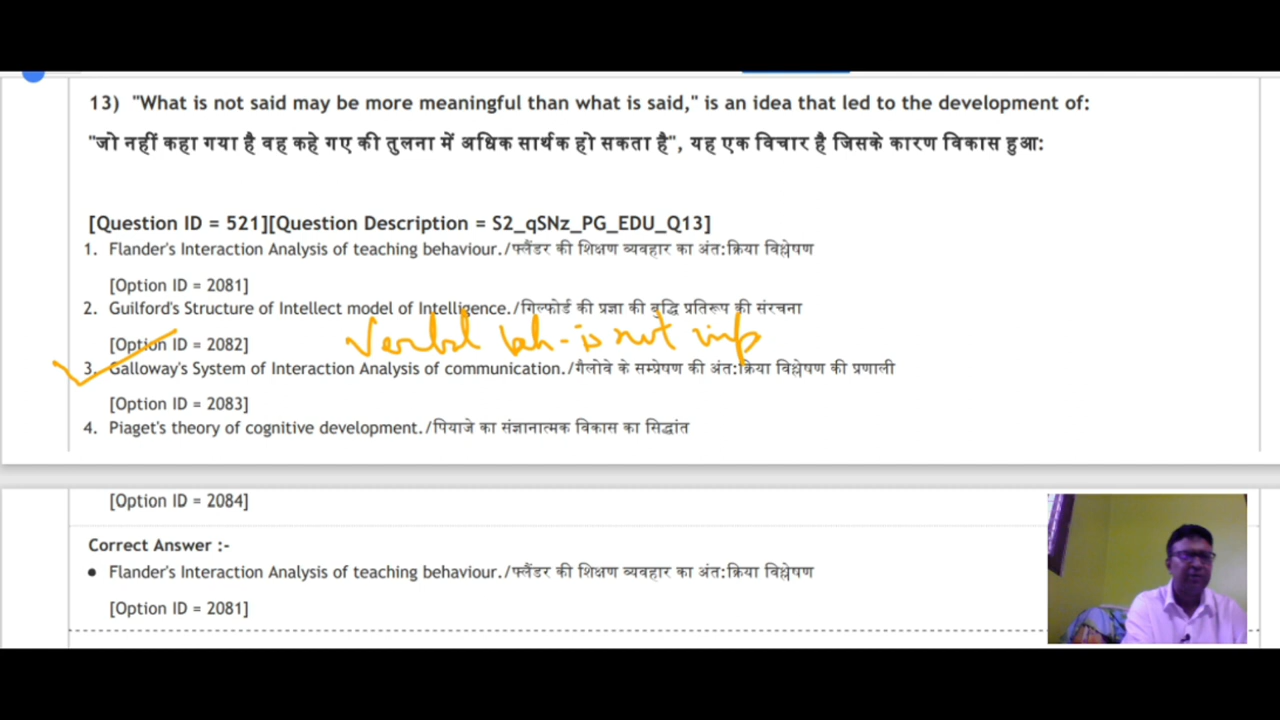 13) "What is not said may be more meaningful than what is said," is an idea that led to the development of:
"जो नहीं कहा गया है वह कहे गए की तुलना में अधिक सार्थक हो सकता है", यह एक विचार है जिसके कारण विकास हुआ:
[Question ID = 521][Question Description = S2_qSNz_PG_EDU_Q13]
1. Flander's Interaction Analysis of teaching behaviour./फ्लैंडर की शिक्षण व्यवहार का अंत:क्रिया विश्लेषण
[Option ID = 2081]
2. Guilford's Structure of Intellect model of Intelligence./गिल्फोर्ड की प्रज्ञा की बुद्धि प्रतिरूप की संरचना
Verbal beh- is not imp
[Option ID = 2082]
3. Galloway's System of Interaction Analysis of communication./गैलोवे के सम्प्रेषण की अंत:क्रिया विश्लेषण की प्रणाली
[Option ID = 2083]
4. Piaget's theory of cognitive development./पियाजे का संज्ञानात्मक विकास का सिद्धांत
[Option ID = 2084]
Correct Answer :-
• Flander's Interaction Analysis of teaching behaviour./फ्लैंडर की शिक्षण व्यवहार का अंत:क्रिया विश्लेषण
[Option ID = 2081]